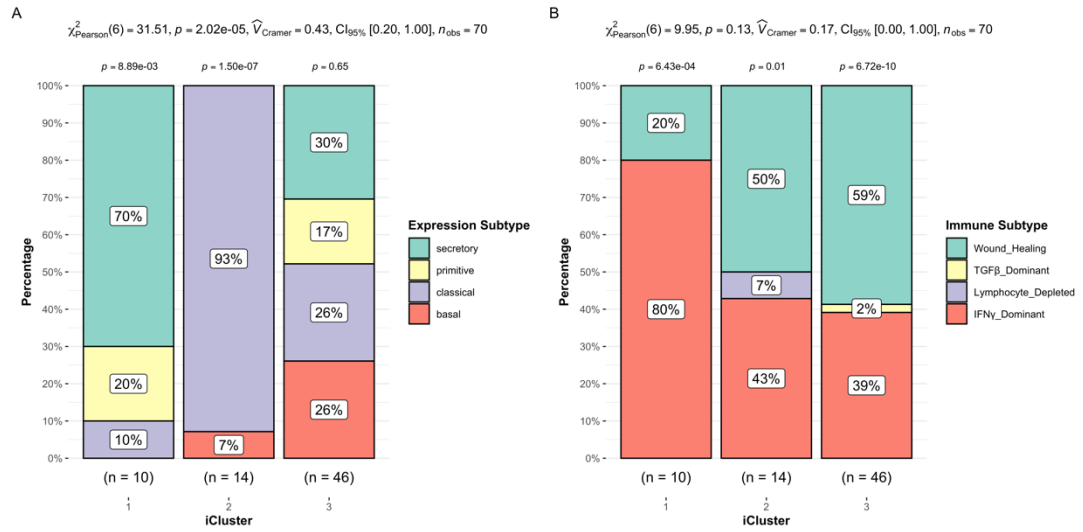 A
χ²Pearson(6) = 31.51, p = 2.02e-05, V̂Cramer = 0.43, CI95% [0.20, 1.00], nobs = 70
p = 8.89e-03 p = 1.50e-07 p = 0.65
Percentage
100%
90%
80%
70%
60%
50%
40%
30%
20%
10%
0%
70%
20%
10%
93%
7%
30%
17%
26%
26%
(n = 10) (n = 14) (n = 46)
1 2 3
iCluster
Expression Subtype
secretory
primitive
classical
basal
B
χ²Pearson(6) = 9.95, p = 0.13, V̂Cramer = 0.17, CI95% [0.00, 1.00], nobs = 70
p = 6.43e-04 p = 0.01 p = 6.72e-10
Percentage
100%
90%
80%
70%
60%
50%
40%
30%
20%
10%
0%
20%
80%
50%
7%
43%
59%
2%
39%
(n = 10) (n = 14) (n = 46)
1 2 3
iCluster
Immune Subtype
Wound_Healing
TGFβ_Dominant
Lymphocyte_Depleted
IFNγ_Dominant